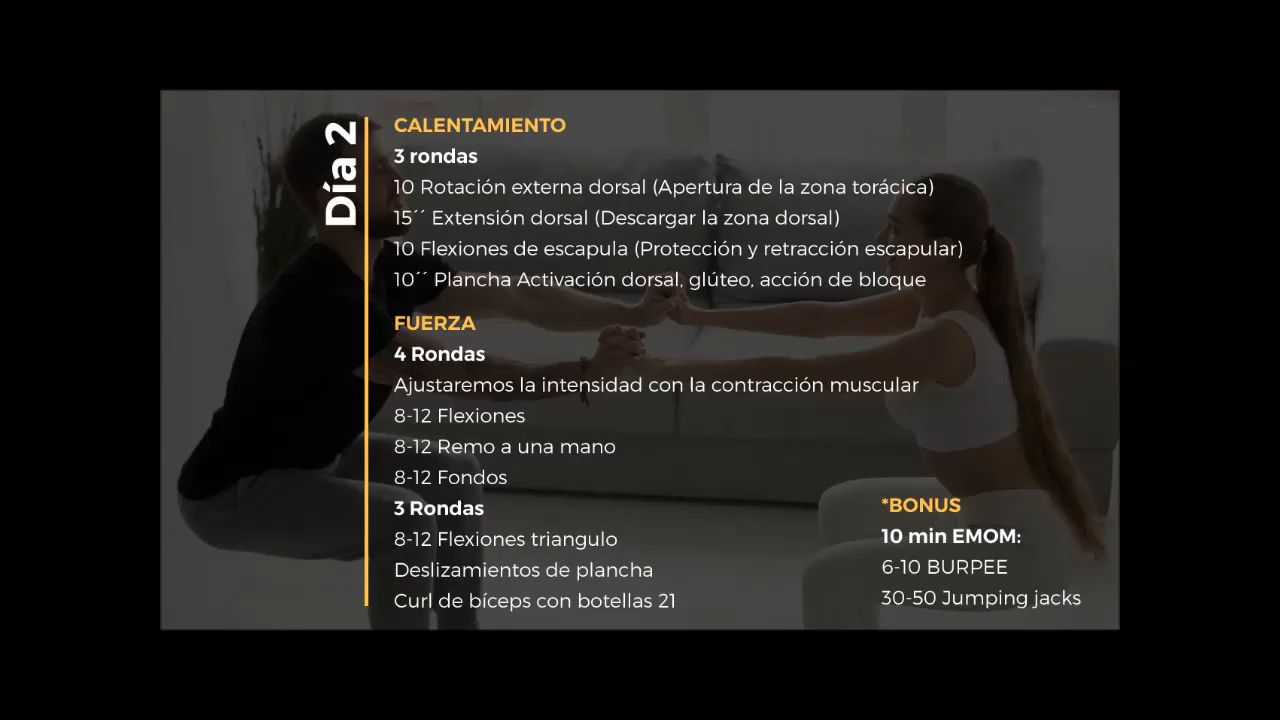 Día 2
CALENTAMIENTO
3 rondas
10 Rotación externa dorsal (Apertura de la zona torácica)
15´´ Extensión dorsal (Descargar la zona dorsal)
10 Flexiones de escapula (Protección y retracción escapular)
10´´ Plancha Activación dorsal, glúteo, acción de bloque
FUERZA
4 Rondas
Ajustaremos la intensidad con la contracción muscular
8-12 Flexiones
8-12 Remo a una mano
8-12 Fondos
3 Rondas
8-12 Flexiones triangulo
Deslizamientos de plancha
Curl de bíceps con botellas 21
*BONUS
10 min EMOM:
6-10 BURPEE
30-50 Jumping jacks